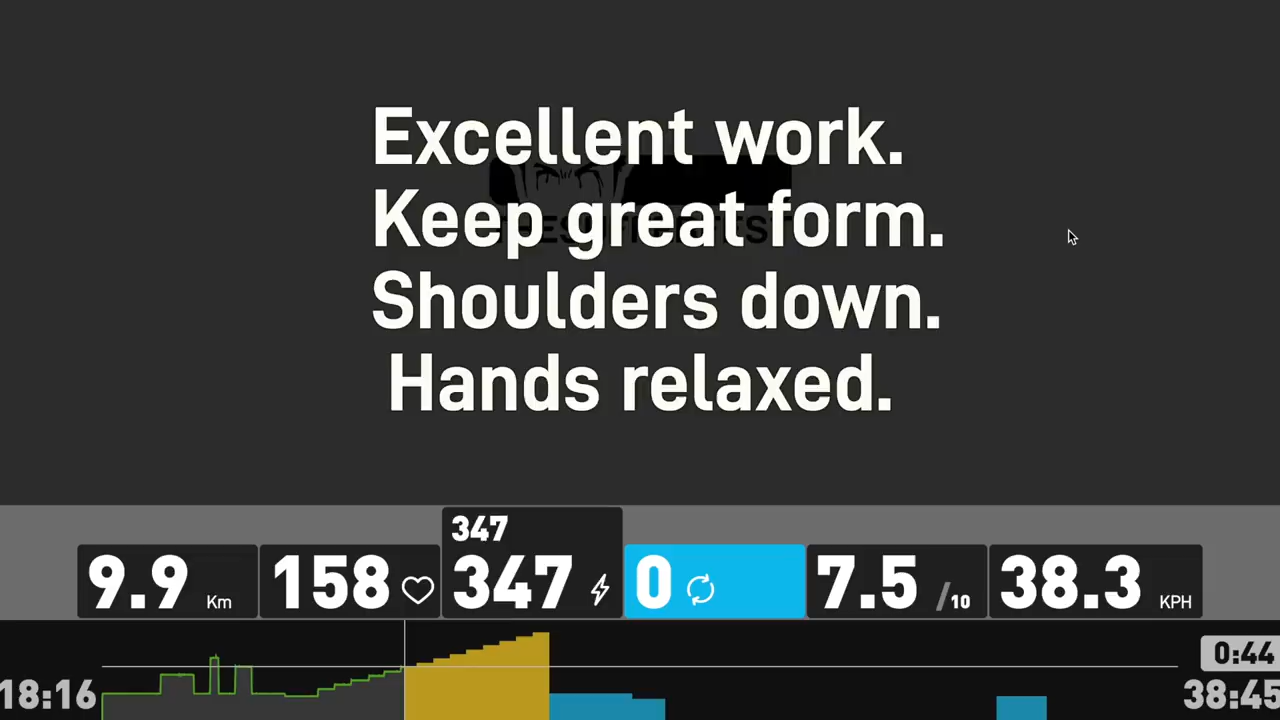 Excellent work.
Keep great form.
Shoulders down.
Hands relaxed.
347
9.9 Km
158
347
0
7.5 /10
38.3 KPH
0:44
18:16
38:45